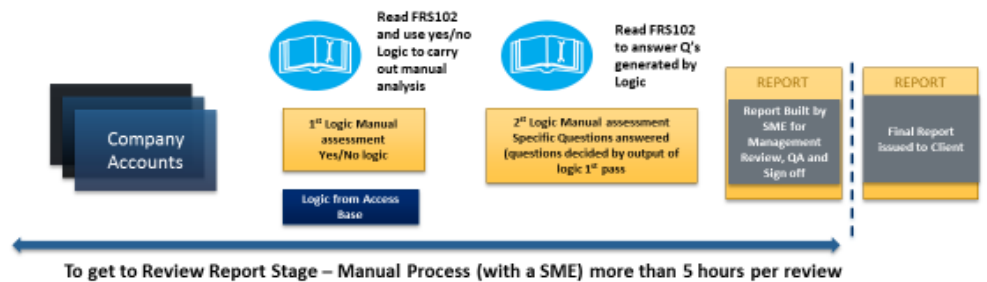 Company
Accounts
Read FRS102
and use yes/no
Logic to carry
out manual
analysis
1st Logic Manual
assessment
Yes/No logic
Logic from Access
Base
Read FRS102
to answer Q's
generated by
Logic
2st Logic Manual assessment
Specific Questions answered
(questions decided by output of
logic 1st pass
REPORT
Report Built by
SME for
Management
Review, QA and
Sign off
REPORT
Final Report
issued to Client
To get to Review Report Stage – Manual Process (with a SME) more than 5 hours per review